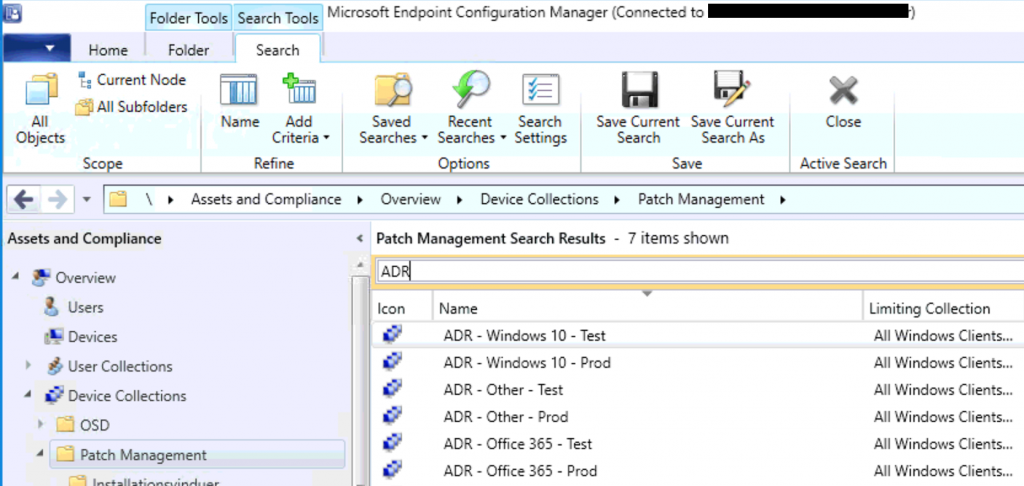 Folder Tools Search Tools Microsoft Endpoint Configuration Manager (Connected to )
Home Folder Search
All Objects
Current Node
All Subfolders
Scope
Name
Add Criteria
Refine
Saved Searches
Recent Searches
Search Settings
Options
Save Current Search
Save Current Search As
Save
Close
Active Search
\ Assets and Compliance Overview Device Collections Patch Management
Assets and Compliance
Overview
Users
Devices
User Collections
Device Collections
OSD
Patch Management
Installationsvinduer
Patch Management Search Results - 7 items shown
ADR
Icon Name Limiting Collection
ADR - Windows 10 - Test All Windows Clients...
ADR - Windows 10 - Prod All Windows Clients...
ADR - Other - Test All Windows Clients...
ADR - Other - Prod All Windows Clients...
ADR - Office 365 - Test All Windows Clients...
ADR - Office 365 - Prod All Windows Clients...